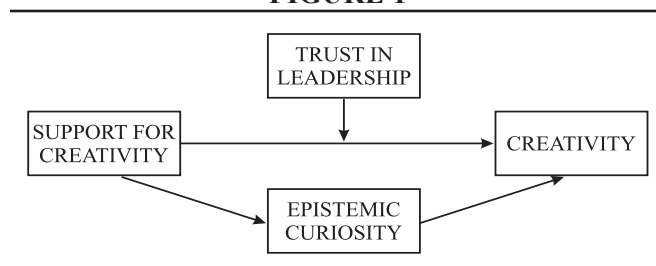 FIGURE 1
TRUST IN
LEADERSHIP
SUPPORT FOR
CREATIVITY
CREATIVITY
EPISTEMIC
CURIOSITY